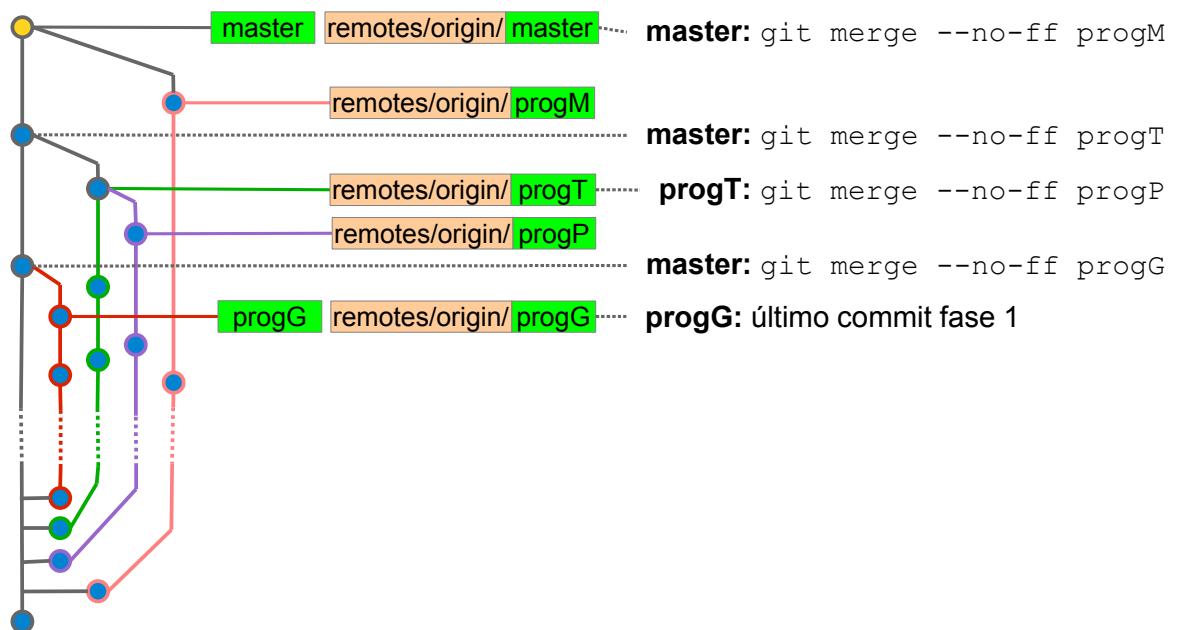 master remotes/origin/ master master: git merge --no-ff progM
remotes/origin/ progM
master: git merge --no-ff progT
remotes/origin/ progT progT: git merge --no-ff progP
remotes/origin/ progP
master: git merge --no-ff progG
progG remotes/origin/ progG progG: último commit fase 1